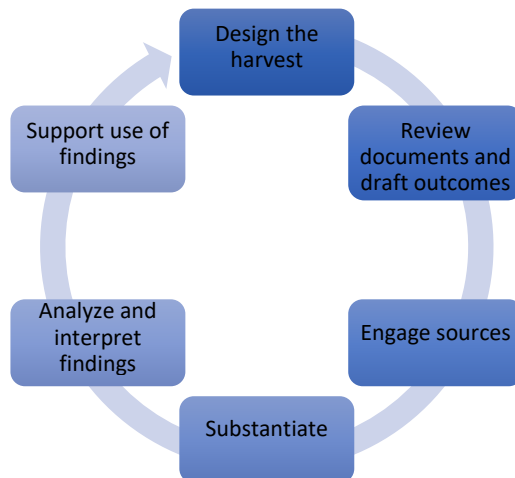 Design the
harvest
Review
documents and
draft outcomes
Engage sources
Substantiate
Analyze and
interpret
findings
Support use of
findings